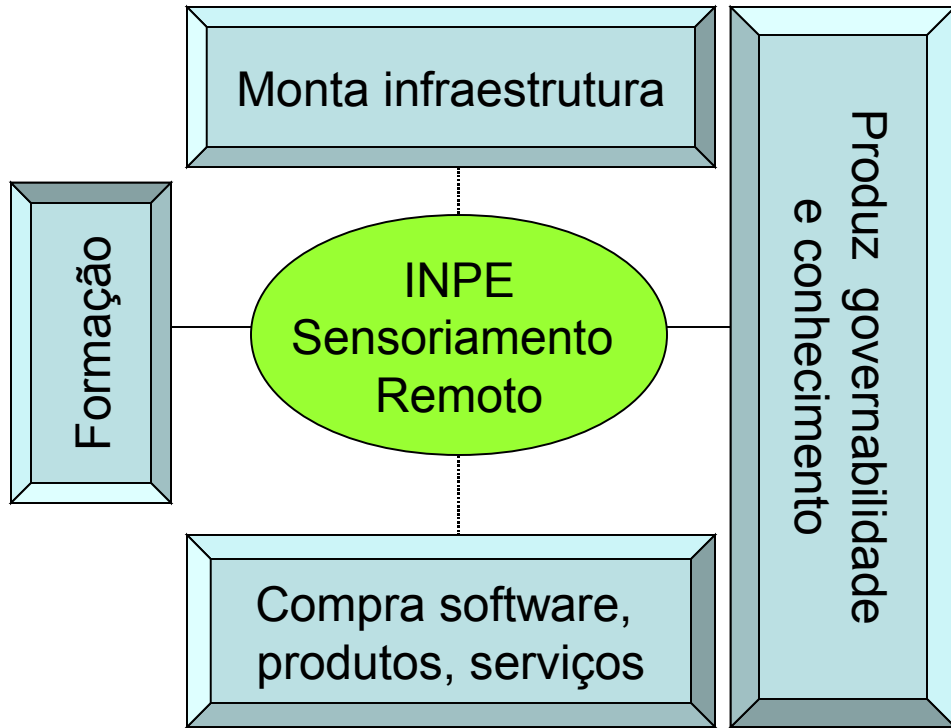 Monta infraestrutura
Formação
INPE
Sensoriamento
Remoto
Produz governabilidade
e conhecimento
Compra software,
produtos, serviços